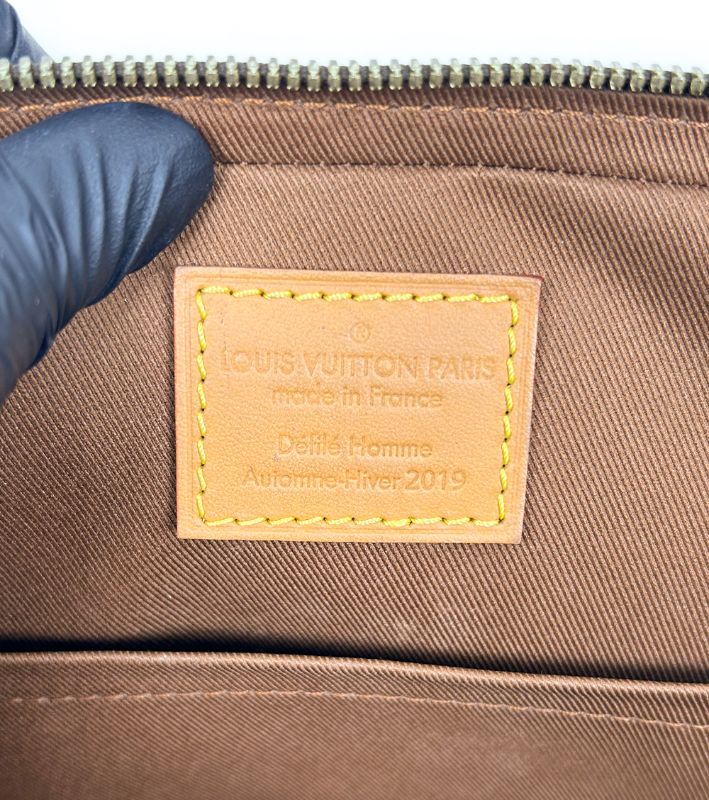 ®
LOUIS VUITTON PARIS
made in France
Défilé Homme
Automne-Hiver 2019